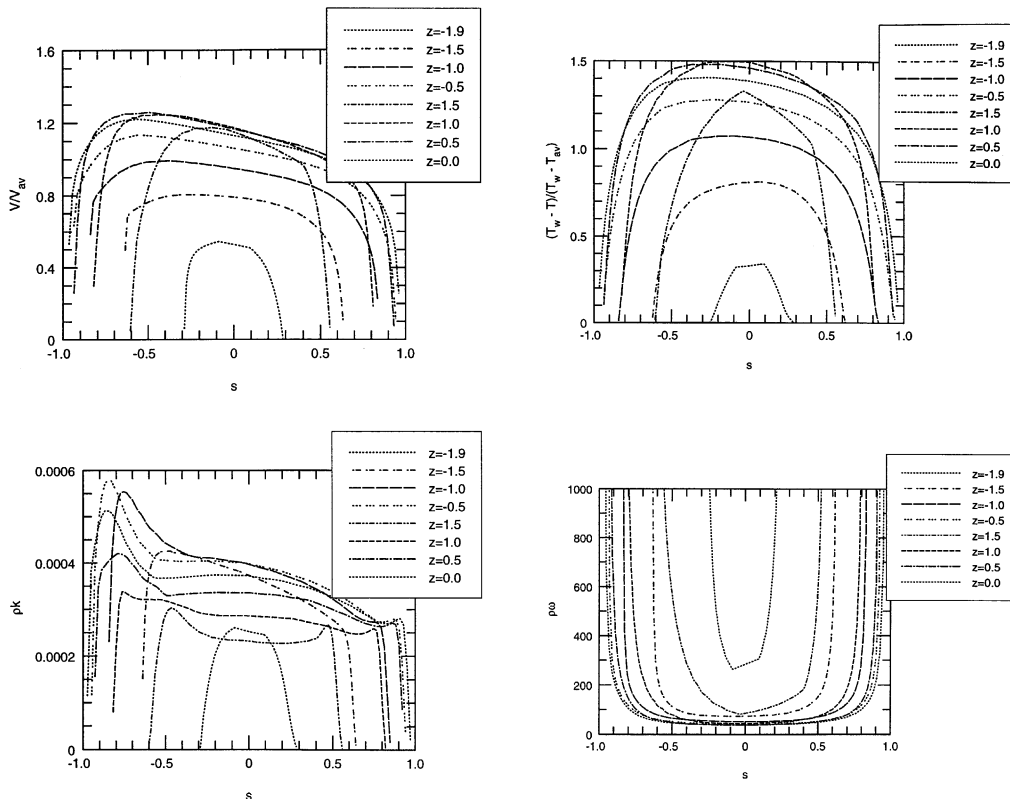 V/V_av
1.6
1.2
0.8
0.4
0
-1.0
-0.5
0
0.5
1.0
s
z=-1.9
z=-1.5
z=-1.0
z=-0.5
z=1.5
z=1.0
z=0.5
z=0.0
(T_w - T)/(T_w - T_av)
1.5
1.0
0.5
0
-1.0
-0.5
0
0.5
1.0
s
z=-1.9
z=-1.5
z=-1.0
z=-0.5
z=1.5
z=1.0
z=0.5
z=0.0
ρk
0.0006
0.0004
0.0002
0
-1.0
-0.5
0
0.5
1.0
s
z=-1.9
z=-1.5
z=-1.0
z=-0.5
z=1.5
z=1.0
z=0.5
z=0.0
ρω
1000
800
600
400
200
0
-1.0
-0.5
0
0.5
1.0
s
z=-1.9
z=-1.5
z=-1.0
z=-0.5
z=1.5
z=1.0
z=0.5
z=0.0